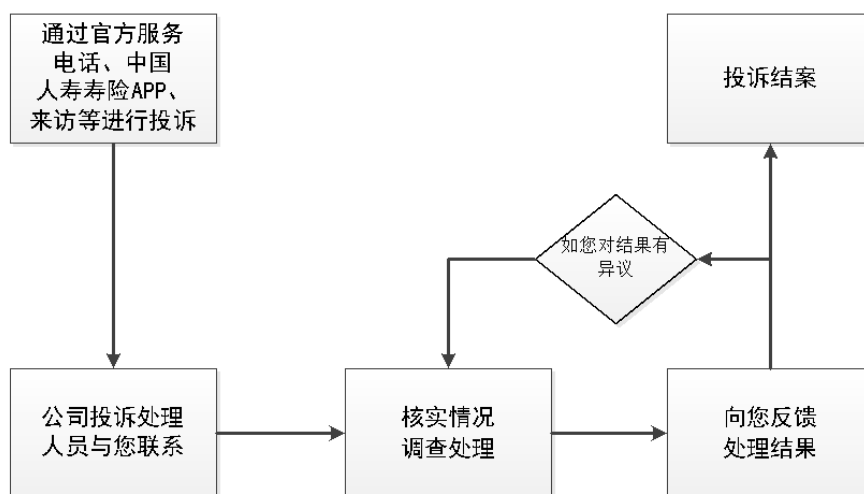 通过官方服务
电话、中国
人寿寿险APP、
来访等进行投诉
投诉结案
如您对结果有
异议
公司投诉处理
人员与您联系
核实情况
调查处理
向您反馈
处理结果